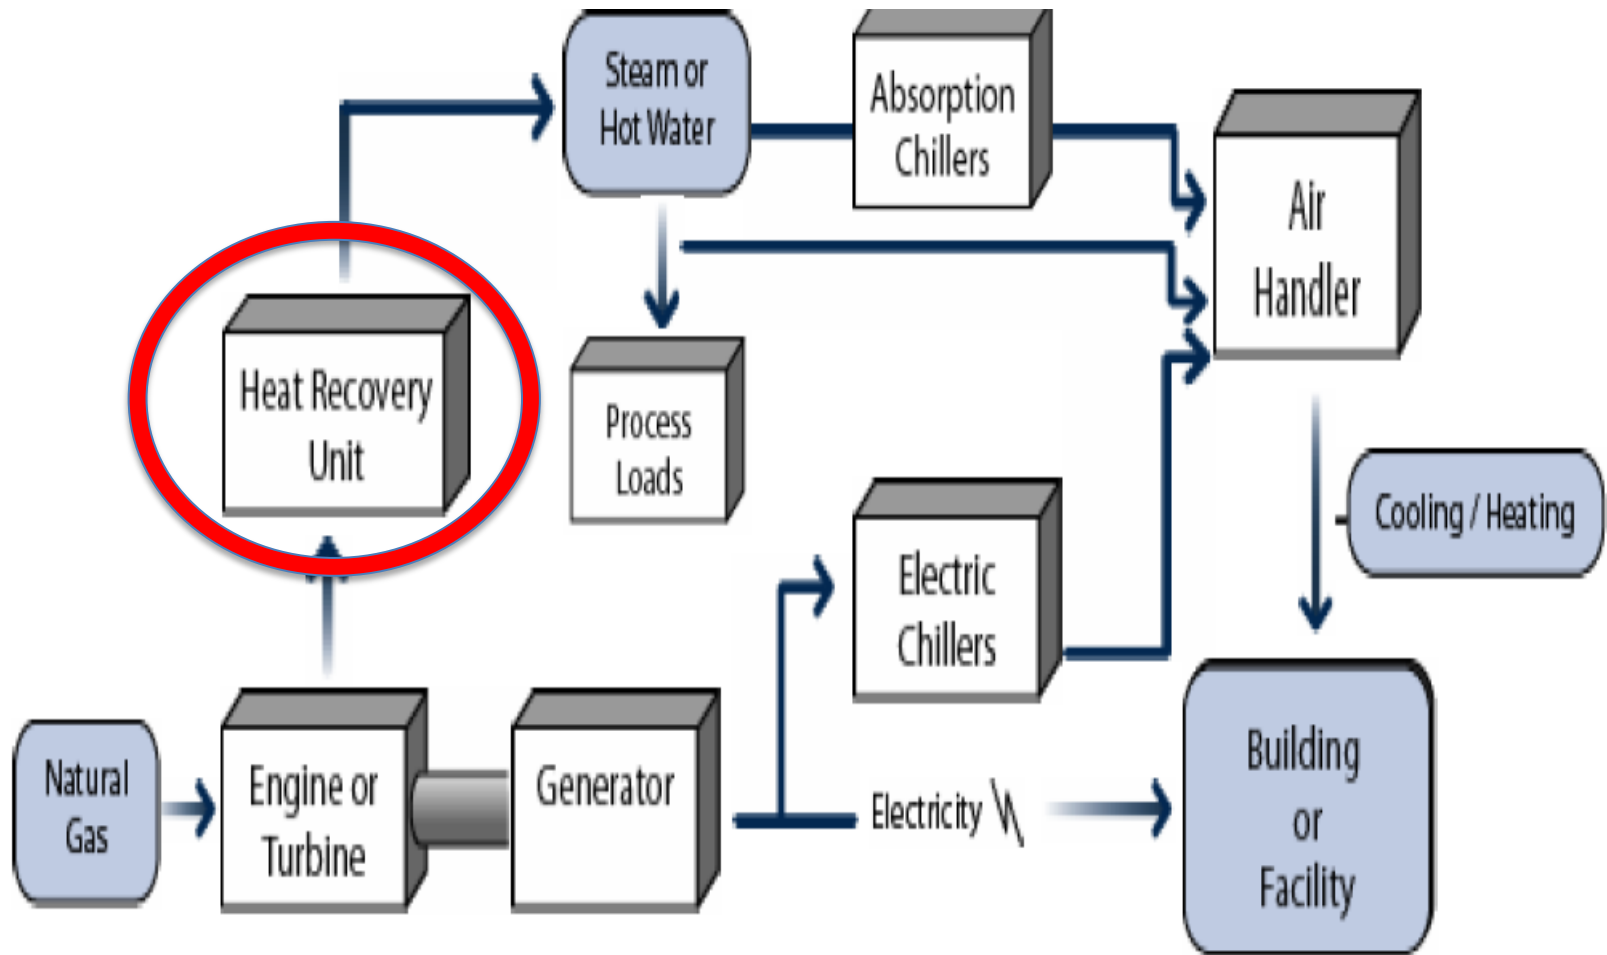 Steam or
Hot Water
Absorption
Chillers
Air
Handler
Heat Recovery
Unit
Process
Loads
Cooling / Heating
Electric
Chillers
Natural
Gas
Engine or
Turbine
Generator
Electricity
Building
or
Facility